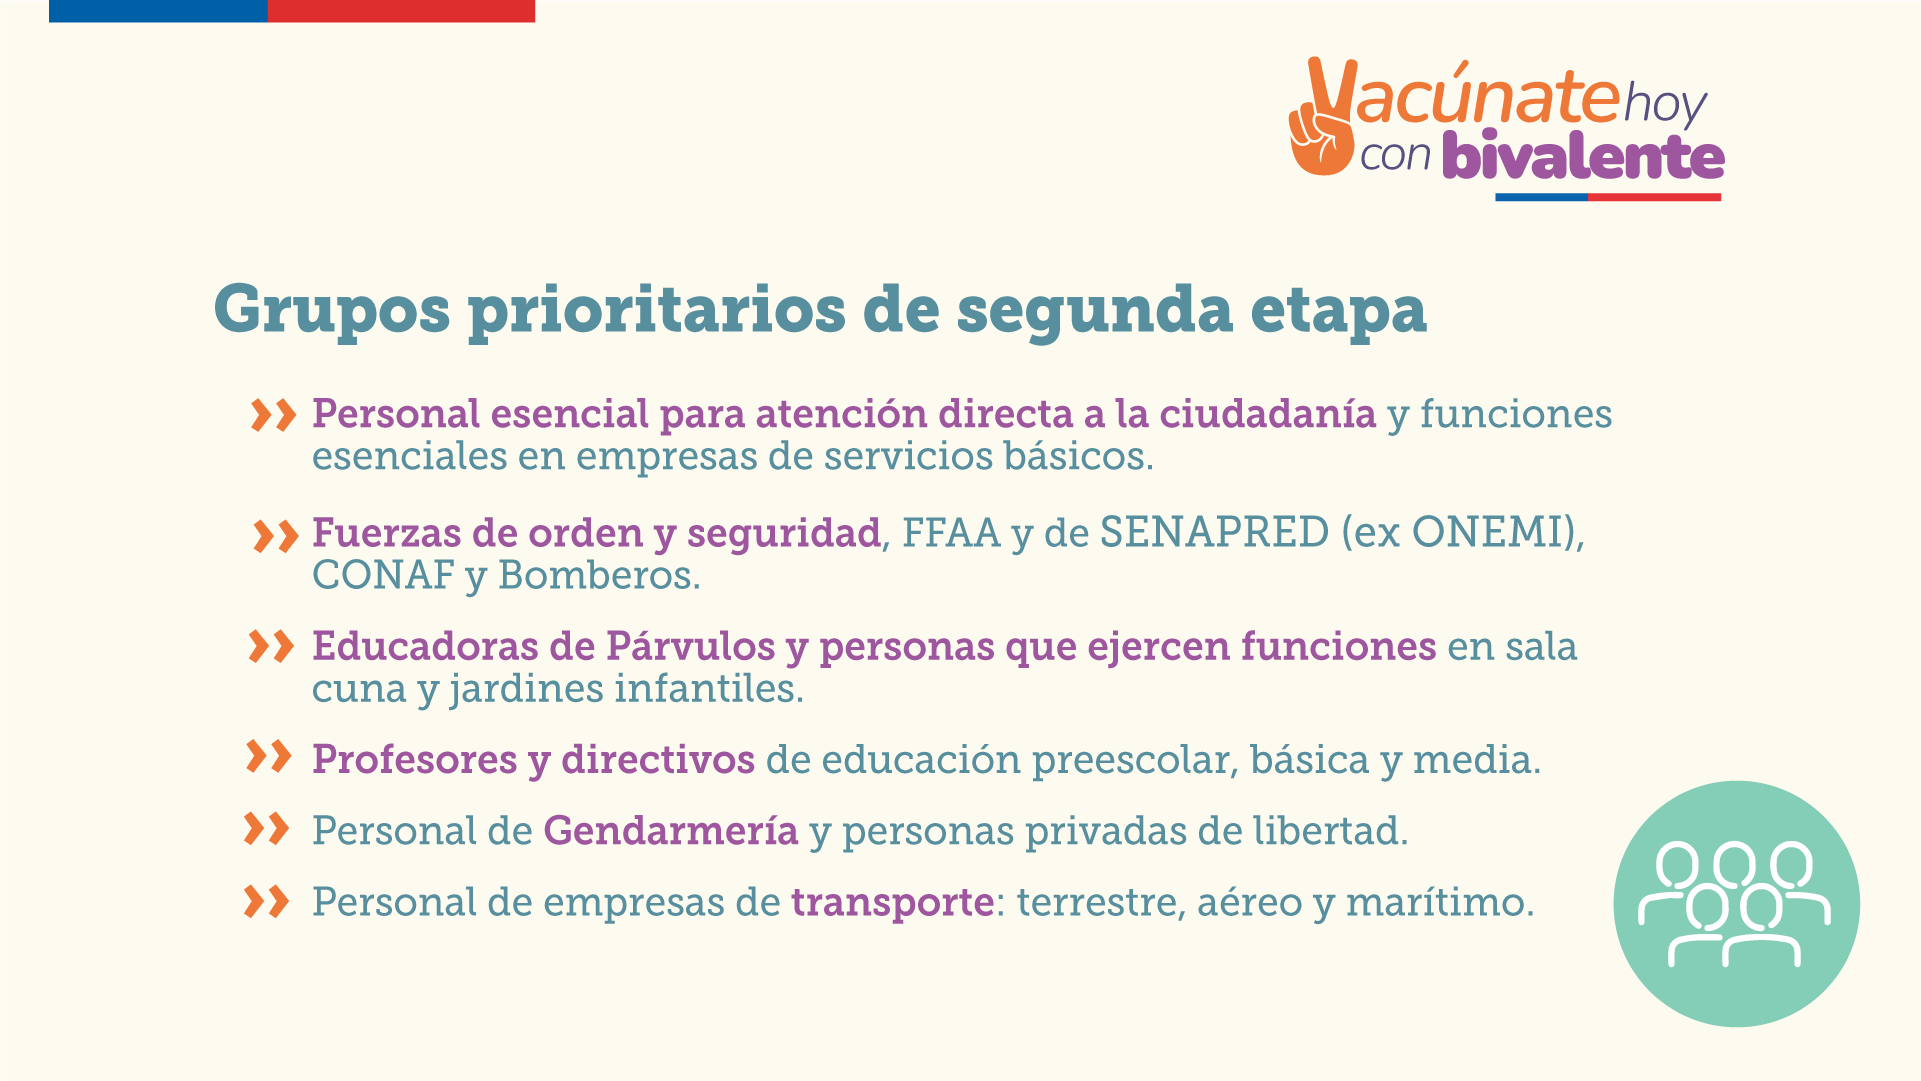 Vacúnate hoy
con bivalente
Grupos prioritarios de segunda etapa
Personal esencial para atención directa a la ciudadanía y funciones
esenciales en empresas de servicios básicos.
Fuerzas de orden y seguridad, FFAA y de SENAPRED (ex ONEMI),
CONAF y Bomberos.
Educadoras de Párvulos y personas que ejercen funciones en sala
cuna y jardines infantiles.
Profesores y directivos de educación preescolar, básica y media.
Personal de Gendarmería y personas privadas de libertad.
Personal de empresas de transporte: terrestre, aéreo y marítimo.